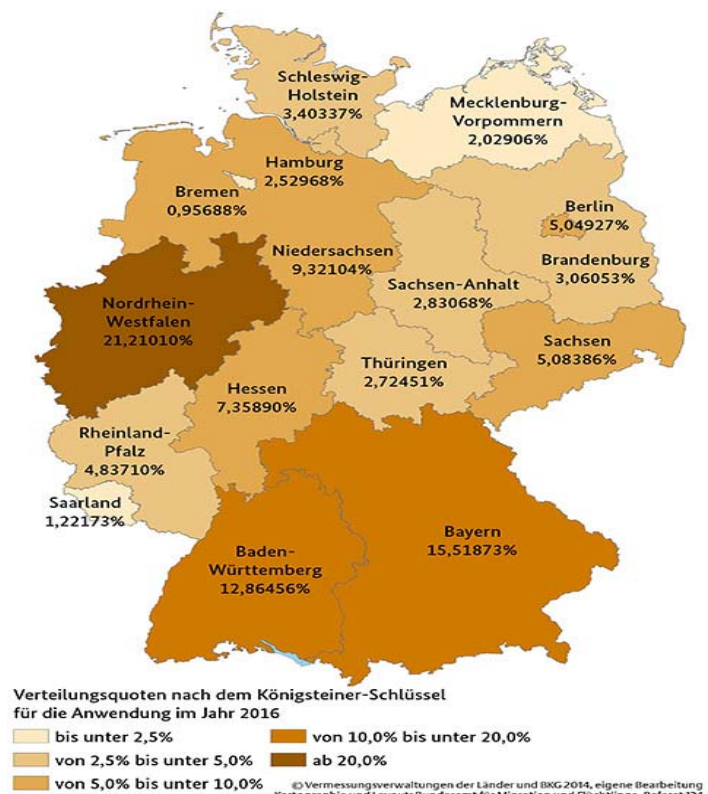 Schleswig-
Holstein
3,40337%
Mecklenburg-
Vorpommern
2,02906%
Hamburg
2,52968%
Bremen
0,95688%
Berlin
5,04927%
Niedersachsen
9,32104%
Brandenburg
3,06053%
Sachsen-Anhalt
2,83068%
Nordrhein-
Westfalen
21,21010%
Sachsen
5,08386%
Thüringen
2,72451%
Hessen
7,35890%
Rheinland-
Pfalz
4,83710%
Saarland
1,22173%
Bayern
15,51873%
Baden-
Württemberg
12,86456%
Verteilungsquoten nach dem Königsteiner-Schlüssel
für die Anwendung im Jahr 2016
bis unter 2,5%
von 2,5% bis unter 5,0%
von 5,0% bis unter 10,0%
von 10,0% bis unter 20,0%
ab 20,0%
© Vermessungsverwaltungen der Länder und BKG 2014, eigene Bearbeitung